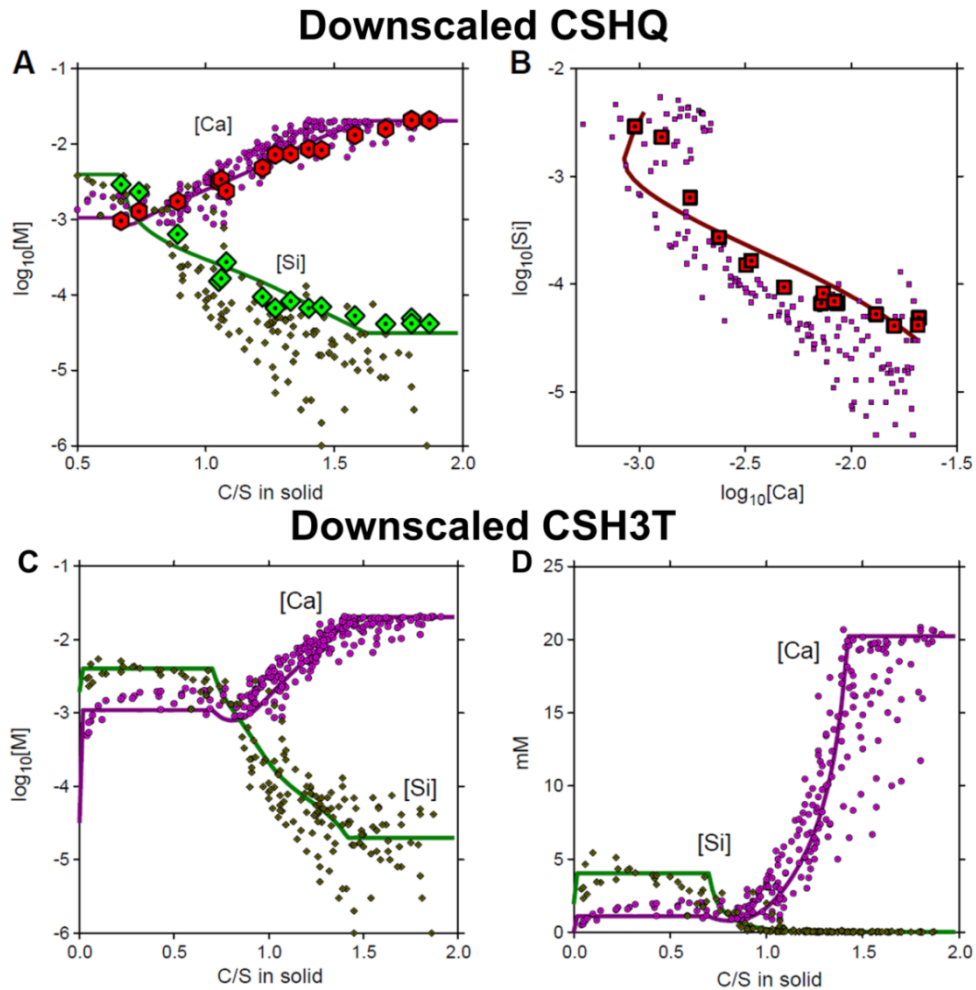 Downscaled CSHQ
A
B
-1
-2
-3
-4
-5
-6
log10[M]
[Ca]
[Si]
0.5
1.0
1.5
2.0
C/S in solid
-2
-3
-4
-5
log10[Si]
-3.0
-2.5
-2.0
-1.5
log10[Ca]
Downscaled CSH3T
C
D
-1
-2
-3
-4
-5
-6
log10[M]
[Ca]
[Si]
0.0
0.5
1.0
1.5
2.0
C/S in solid
25
20
15
10
5
0
mM
[Ca]
[Si]
0.0
0.5
1.0
1.5
2.0
C/S in solid